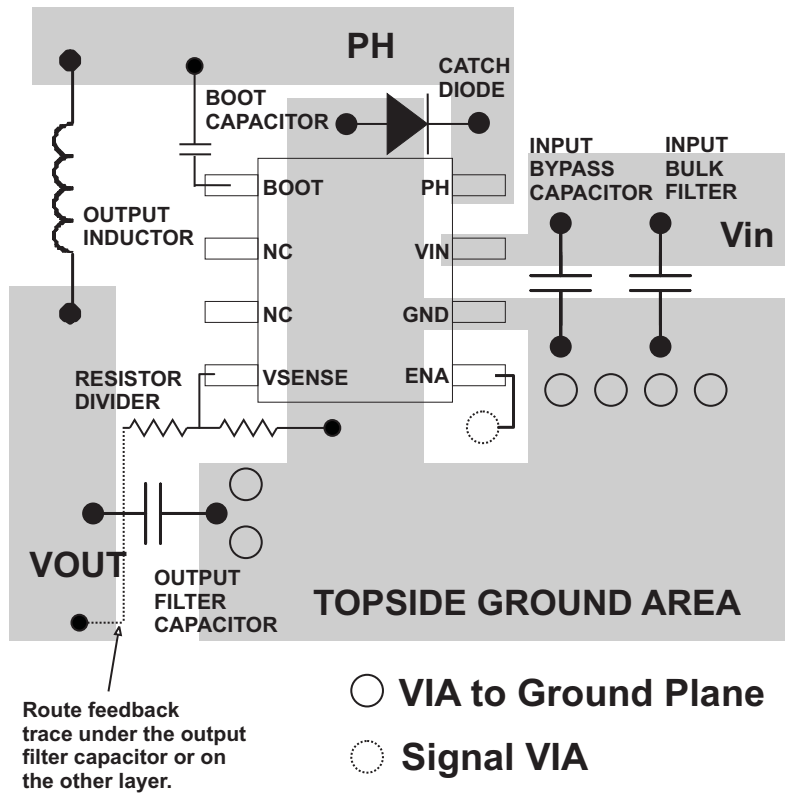 PH
CATCH
DIODE
BOOT
CAPACITOR
INPUT
BYPASS
CAPACITOR
INPUT
BULK
FILTER
OUTPUT
INDUCTOR
BOOT
PH
Vin
NC
VIN
NC
GND
RESISTOR
DIVIDER
VSENSE
ENA
VOUT
OUTPUT
FILTER
CAPACITOR
TOPSIDE GROUND AREA
VIA to Ground Plane
Signal VIA
Route feedback
trace under the output
filter capacitor or on
the other layer.